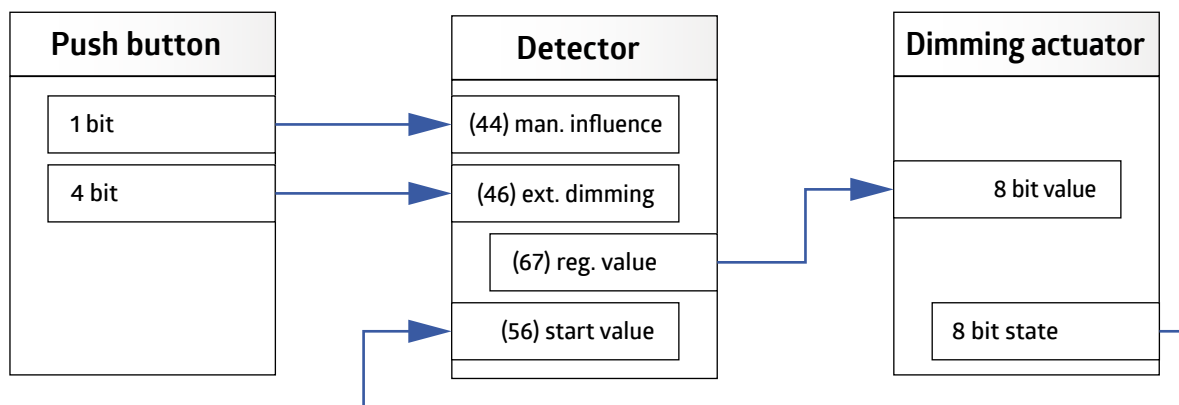 Push button
1 bit
4 bit
Detector
(44) man. influence
(46) ext. dimming
(67) reg. value
(56) start value
Dimming actuator
8 bit value
8 bit state